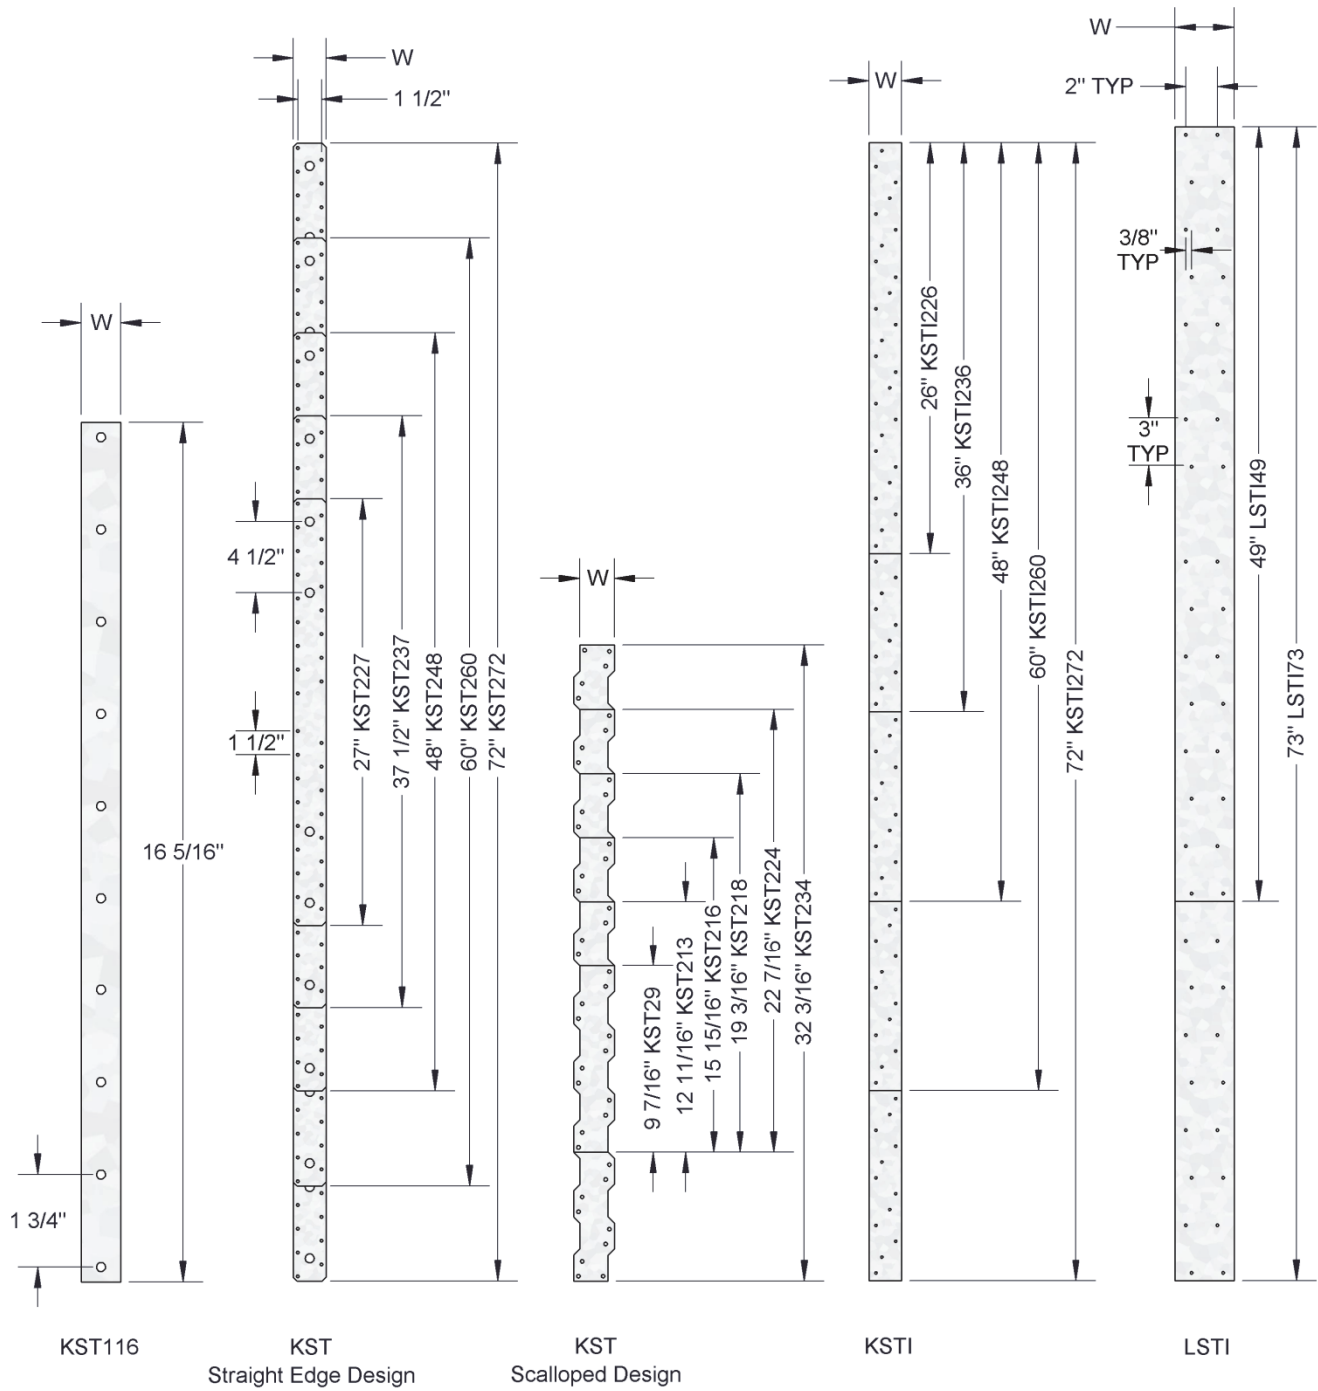 W
1 1/2"
4 1/2"
1 1/2"
27" KST227
37 1/2" KST237
48" KST248
60" KST260
72" KST272
W
16 5/16"
1 3/4"
W
9 7/16" KST29
12 11/16" KST213
15 15/16" KST216
19 3/16" KST218
22 7/16" KST224
32 3/16" KST234
W
26" KSTI226
36" KSTI236
48" KSTI248
60" KSTI260
72" KSTI272
W
2" TYP
3/8"
TYP
3"
TYP
49" LSTI49
73" LSTI73
KST116
KST
Straight Edge Design
KST
Scalloped Design
KSTI
LSTI